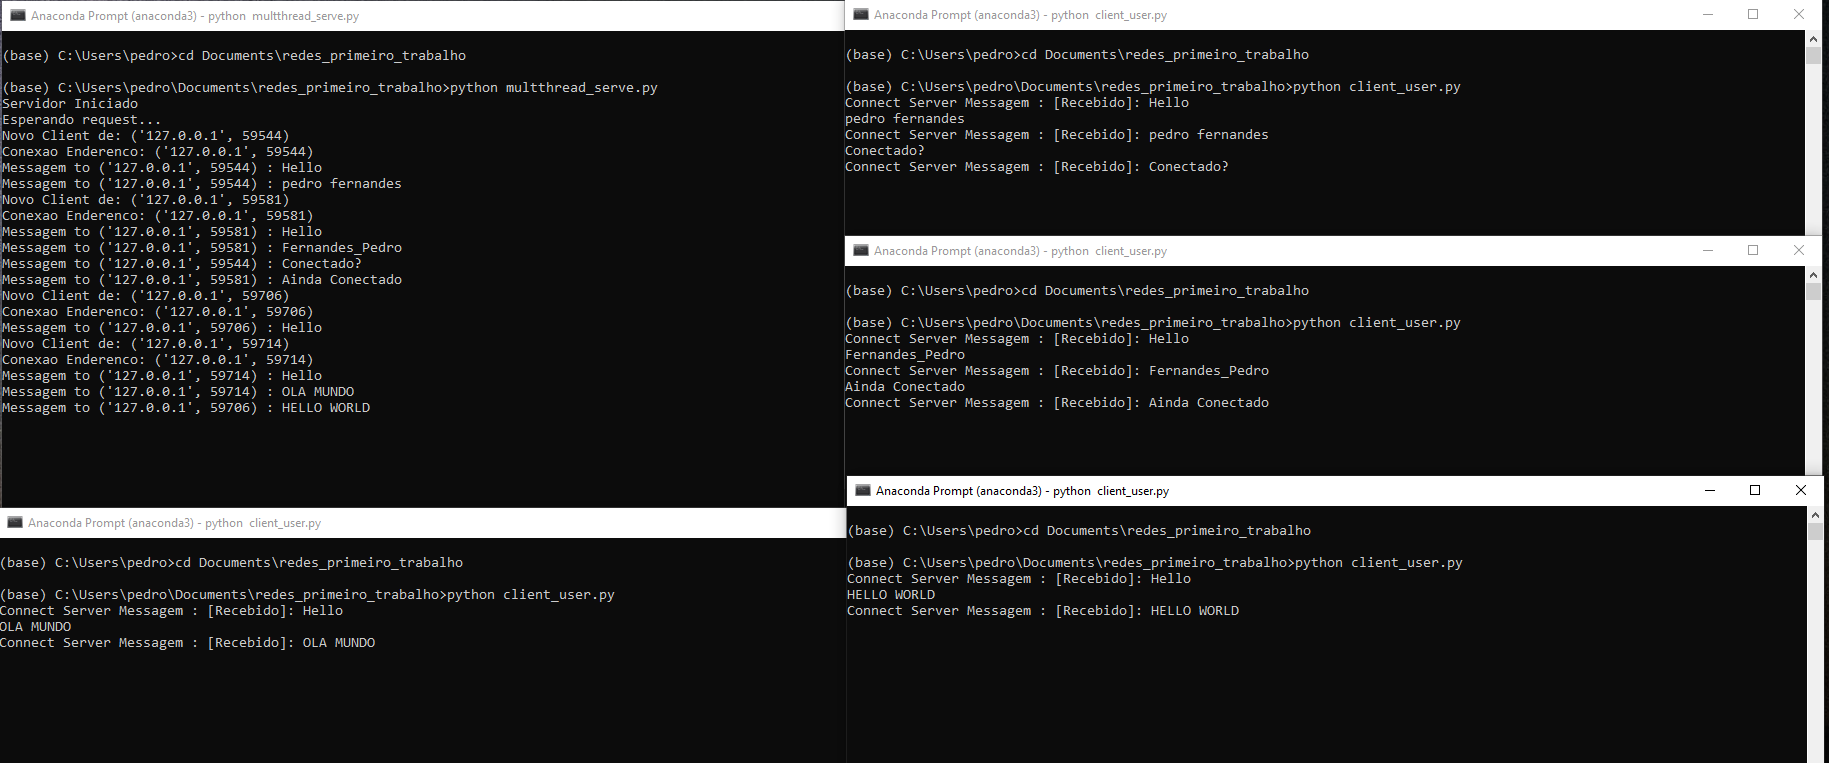 Anaconda Prompt (anaconda3) - python  multthread_serve.py
(base) C:\Users\pedro>cd Documents\redes_primeiro_trabalho
(base) C:\Users\pedro\Documents\redes_primeiro_trabalho>python multthread_serve.py
Servidor Iniciado
Esperando request...
Novo Client de: ('127.0.0.1', 59544)
Conexao Enderenco: ('127.0.0.1', 59544)
Messagem to ('127.0.0.1', 59544) : Hello
Messagem to ('127.0.0.1', 59544) : pedro fernandes
Novo Client de: ('127.0.0.1', 59581)
Conexao Enderenco: ('127.0.0.1', 59581)
Messagem to ('127.0.0.1', 59581) : Hello
Messagem to ('127.0.0.1', 59581) : Fernandes_Pedro
Messagem to ('127.0.0.1', 59544) : Conectado?
Messagem to ('127.0.0.1', 59581) : Ainda Conectado
Novo Client de: ('127.0.0.1', 59706)
Conexao Enderenco: ('127.0.0.1', 59706)
Messagem to ('127.0.0.1', 59706) : Hello
Novo Client de: ('127.0.0.1', 59714)
Conexao Enderenco: ('127.0.0.1', 59714)
Messagem to ('127.0.0.1', 59714) : Hello
Messagem to ('127.0.0.1', 59714) : OLA MUNDO
Messagem to ('127.0.0.1', 59706) : HELLO WORLD
Anaconda Prompt (anaconda3) - python  client_user.py
(base) C:\Users\pedro>cd Documents\redes_primeiro_trabalho
(base) C:\Users\pedro\Documents\redes_primeiro_trabalho>python client_user.py
Connect Server Messagem : [Recebido]: Hello
pedro fernandes
Connect Server Messagem : [Recebido]: pedro fernandes
Conectado?
Connect Server Messagem : [Recebido]: Conectado?
Anaconda Prompt (anaconda3) - python  client_user.py
(base) C:\Users\pedro>cd Documents\redes_primeiro_trabalho
(base) C:\Users\pedro\Documents\redes_primeiro_trabalho>python client_user.py
Connect Server Messagem : [Recebido]: Hello
Fernandes_Pedro
Connect Server Messagem : [Recebido]: Fernandes_Pedro
Ainda Conectado
Connect Server Messagem : [Recebido]: Ainda Conectado
Anaconda Prompt (anaconda3) - python  client_user.py
(base) C:\Users\pedro>cd Documents\redes_primeiro_trabalho
(base) C:\Users\pedro\Documents\redes_primeiro_trabalho>python client_user.py
Connect Server Messagem : [Recebido]: Hello
OLA MUNDO
Connect Server Messagem : [Recebido]: OLA MUNDO
Anaconda Prompt (anaconda3) - python  client_user.py
(base) C:\Users\pedro>cd Documents\redes_primeiro_trabalho
(base) C:\Users\pedro\Documents\redes_primeiro_trabalho>python client_user.py
Connect Server Messagem : [Recebido]: Hello
HELLO WORLD
Connect Server Messagem : [Recebido]: HELLO WORLD